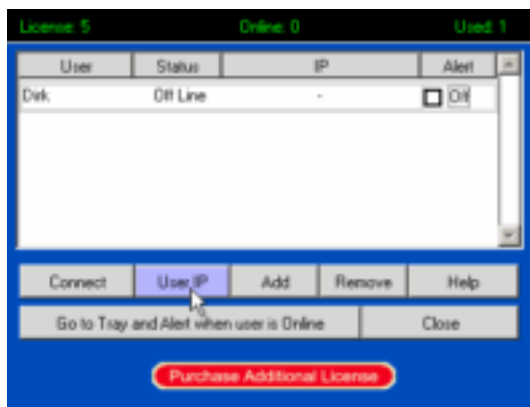 License: 5 Online: 0 Used: 1
User Status IP Alert
Dirk Off Line - Off
Connect User IP Add Remove Help
Go to Tray and Alert when user is Online Close
Purchase Additional License